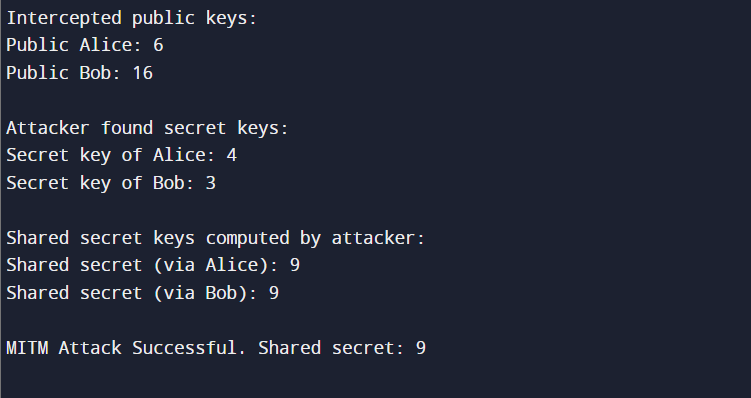 Intercepted public keys:
Public Alice: 6
Public Bob: 16
Attacker found secret keys:
Secret key of Alice: 4
Secret key of Bob: 3
Shared secret keys computed by attacker:
Shared secret (via Alice): 9
Shared secret (via Bob): 9
MITM Attack Successful. Shared secret: 9